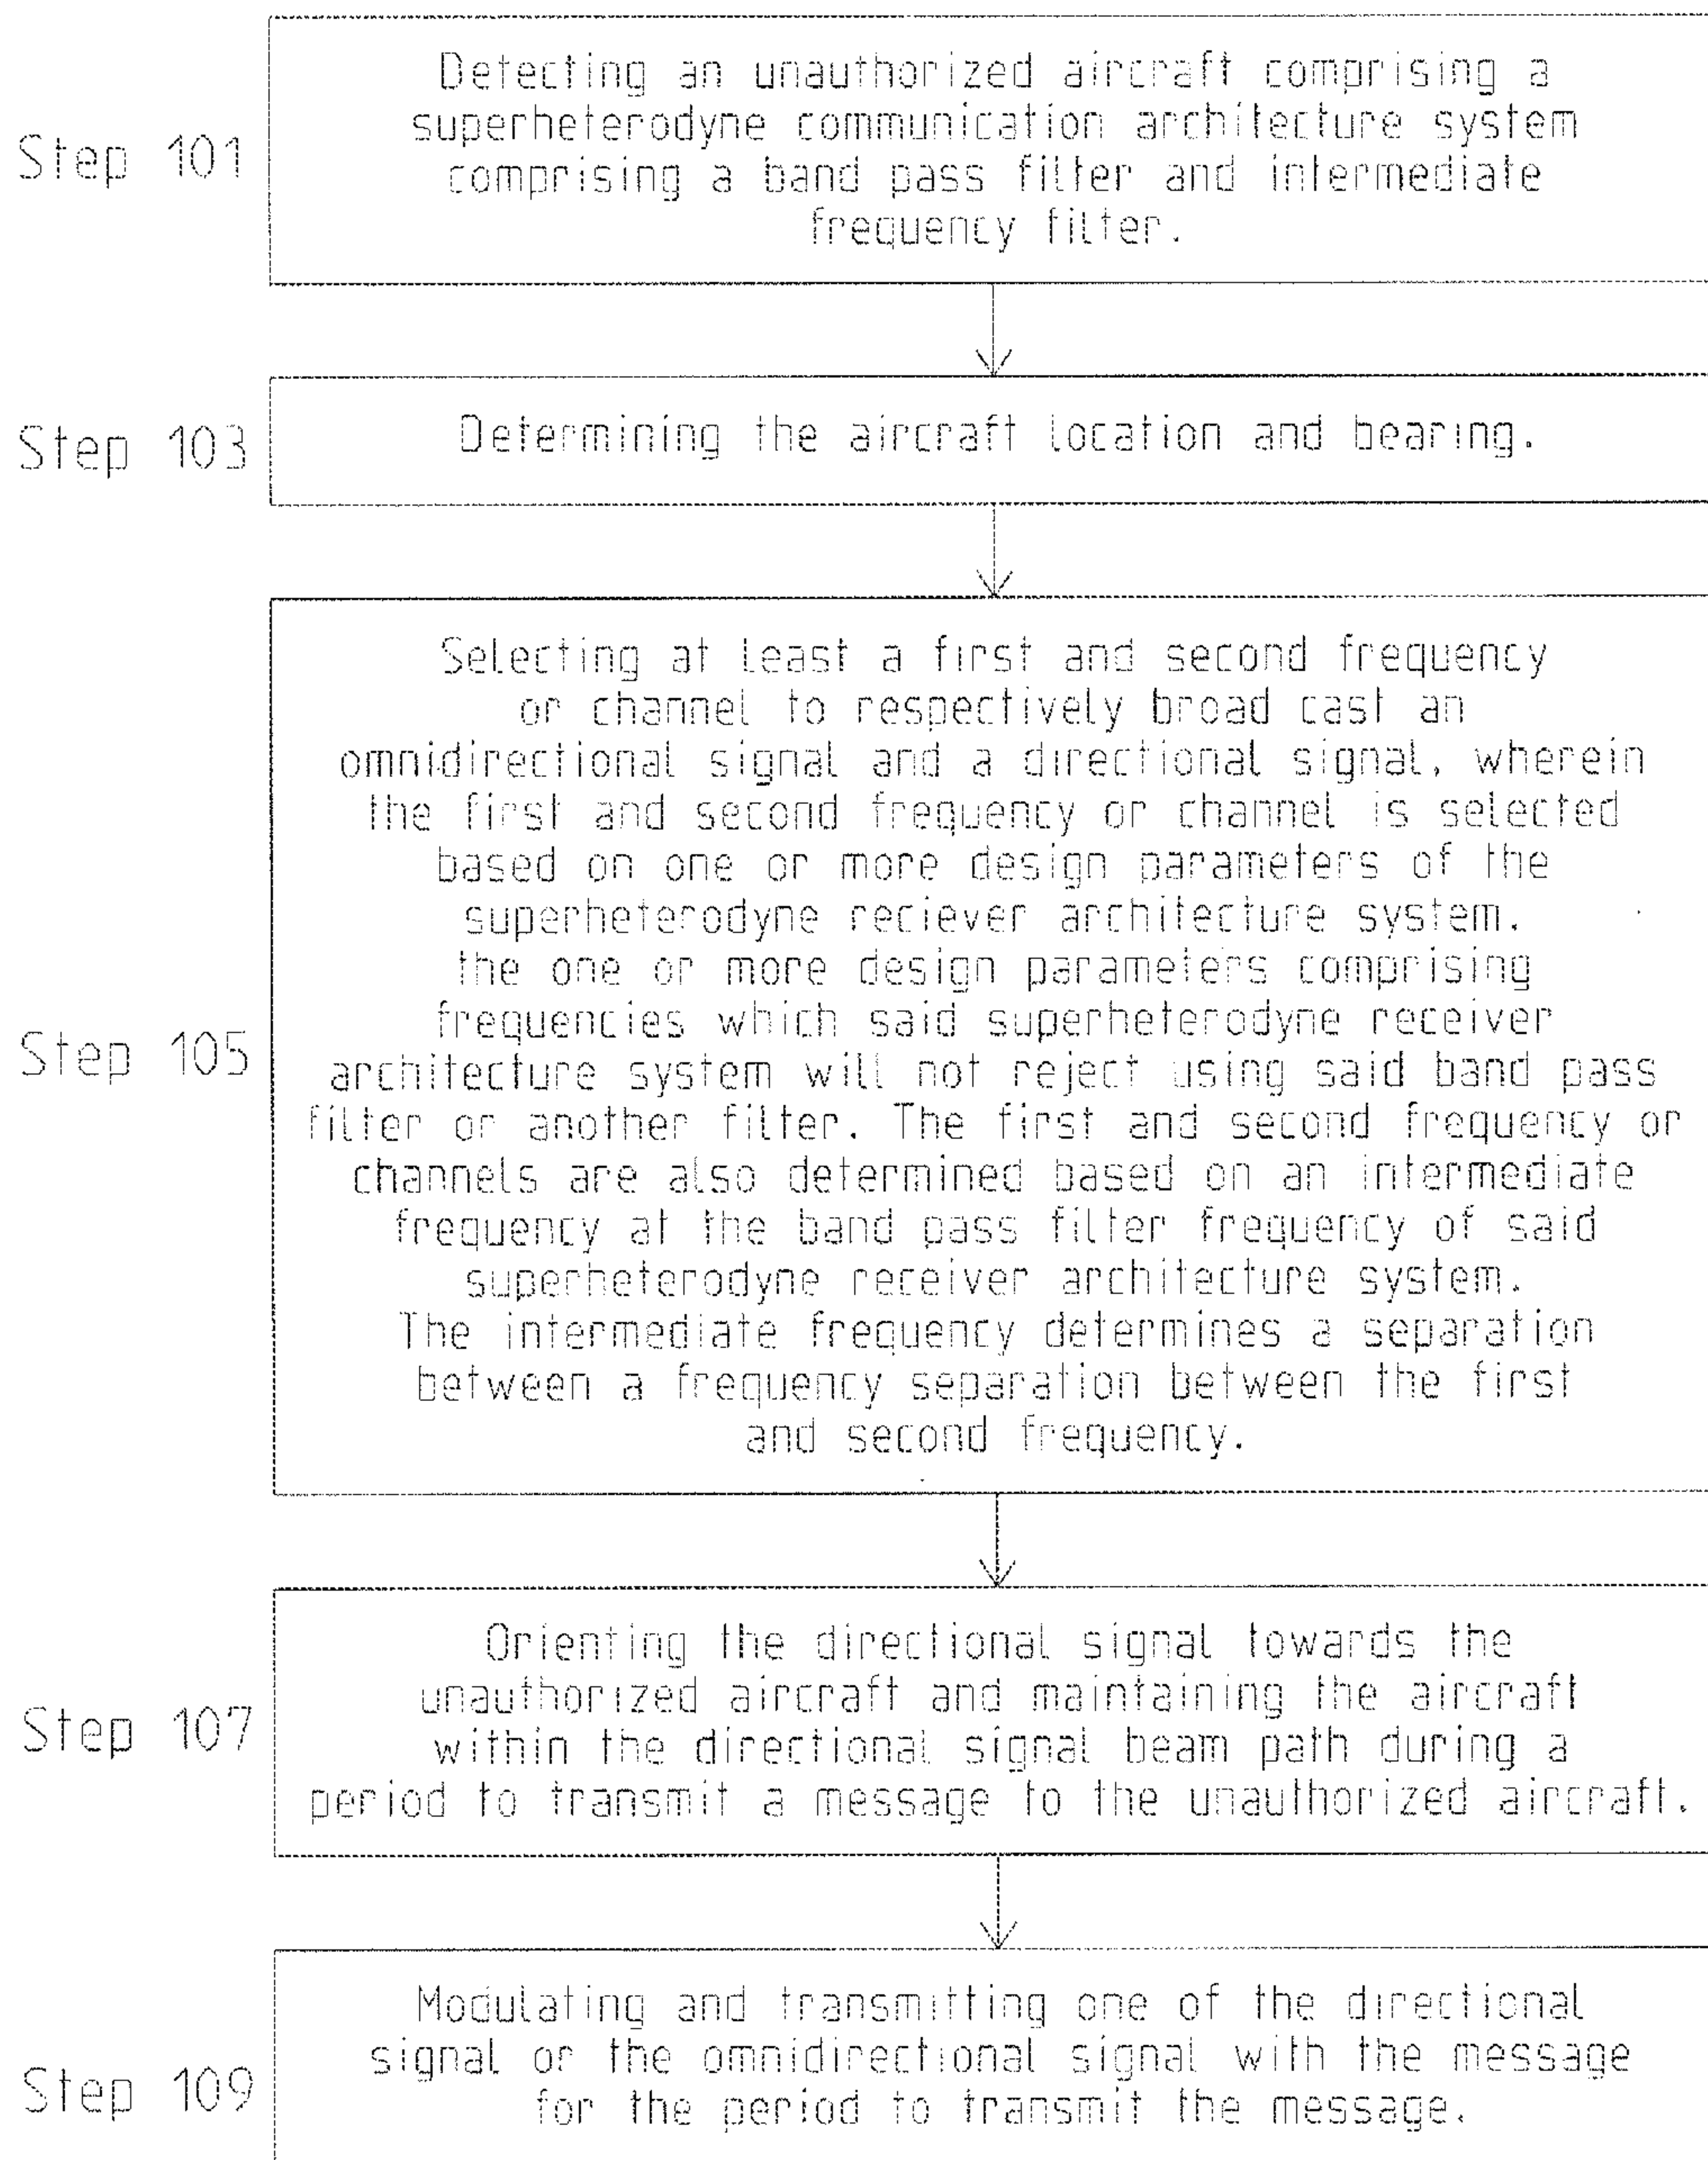 Step 101
Detecting an unauthorized aircraft comprising a
superheterodyne communication architecture system
comprising a band pass filter and intermediate
frequency filter.
Step 103
Determining the aircraft location and bearing.
Step 105
Selecting at least a first and second frequency
or channel to respectively broad cast an
omnidirectional signal and a directional signal, wherein
the first and second frequency or channel is selected
based on one or more design parameters of the
superheterodyne reciever architecture system.
the one or more design parameters comprising
frequencies which said superheterodyne receiver
architecture system will not reject using said band pass
filter or another filter. The first and second frequency or
channels are also determined based on an intermediate
frequency at the band pass filter frequency of said
superheterodyne receiver architecture system.
The intermediate frequency determines a separation
between a frequency separation between the first
and second frequency.
Step 107
Orienting the directional signal towards the
unauthorized aircraft and maintaining the aircraft
within the directional signal beam path during a
period to transmit a message to the unauthorized aircraft.
Step 109
Modulating and transmitting one of the directional
signal or the omnidirectional signal with the message
for the period to transmit the message.